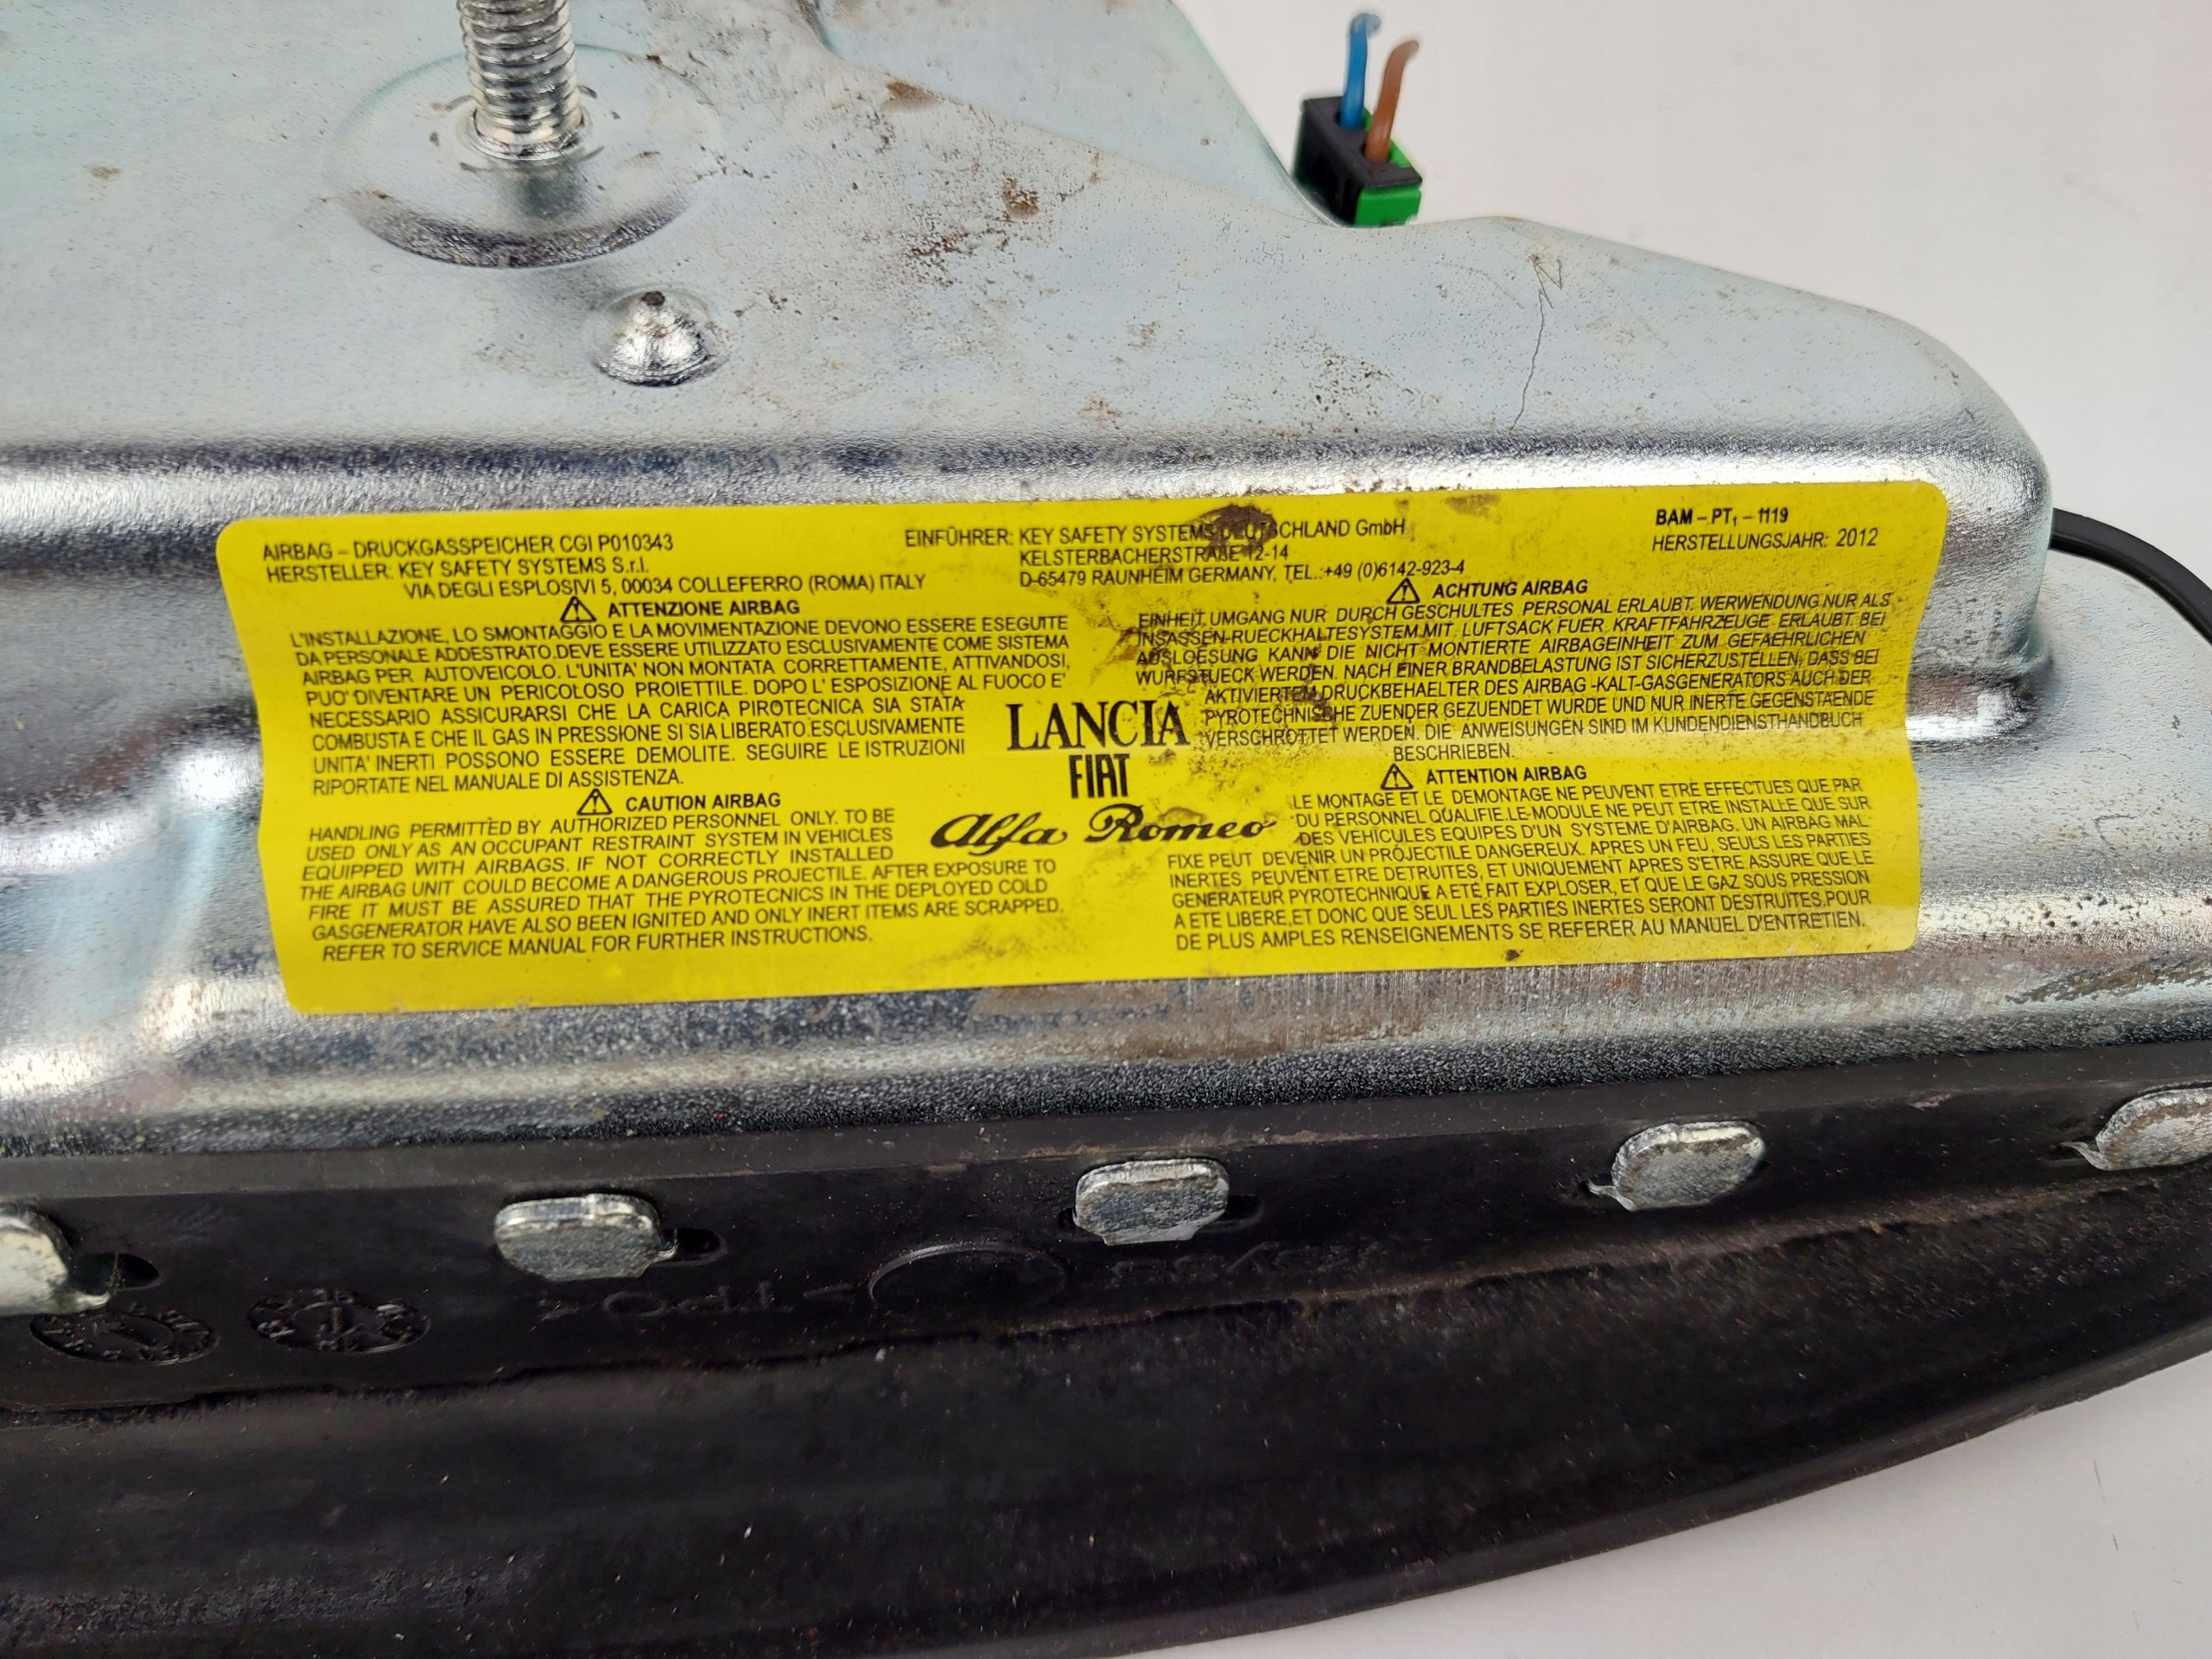 AIRBAG – DRUCKGASSPEICHER CGI P010343
HERSTELLER: KEY SAFETY SYSTEMS S.r.l.
VIA DEGLI ESPLOSIVI 5, 00034 COLLEFERRO (ROMA) ITALY
EINFÜHRER: KEY SAFETY SYSTEMS DEUTSCHLAND GmbH
KELSTERBACHERSTRAßE 12-14
D-65479 RAUNHEIM GERMANY, TEL.:+49 (0)6142-923-4
BAM – PT₁ – 1119
HERSTELLUNGSJAHR: 2012
ATTENZIONE AIRBAG
L'INSTALLAZIONE, LO SMONTAGGIO E LA MOVIMENTAZIONE DEVONO ESSERE ESEGUITE
DA PERSONALE ADDESTRATO.DEVE ESSERE UTILIZZATO ESCLUSIVAMENTE COME SISTEMA
AIRBAG PER AUTOVEICOLO. L'UNITA' NON MONTATA CORRETTAMENTE, ATTIVANDOSI,
PUO' DIVENTARE UN PERICOLOSO PROIETTILE. DOPO L' ESPOSIZIONE AL FUOCO E'
NECESSARIO ASSICURARSI CHE LA CARICA PIROTECNICA SIA STATA
COMBUSTA E CHE IL GAS IN PRESSIONE SI SIA LIBERATO.ESCLUSIVAMENTE
UNITA' INERTI POSSONO ESSERE DEMOLITE. SEGUIRE LE ISTRUZIONI
RIPORTATE NEL MANUALE DI ASSISTENZA.
CAUTION AIRBAG
HANDLING PERMITTED BY AUTHORIZED PERSONNEL ONLY. TO BE
USED ONLY AS AN OCCUPANT RESTRAINT SYSTEM IN VEHICLES
EQUIPPED WITH AIRBAGS. IF NOT CORRECTLY INSTALLED
THE AIRBAG UNIT COULD BECOME A DANGEROUS PROJECTILE. AFTER EXPOSURE TO
FIRE IT MUST BE ASSURED THAT THE PYROTECNICS IN THE DEPLOYED COLD
GASGENERATOR HAVE ALSO BEEN IGNITED AND ONLY INERT ITEMS ARE SCRAPPED.
REFER TO SERVICE MANUAL FOR FURTHER INSTRUCTIONS.
LANCIA
FIAT
Alfa Romeo
ACHTUNG AIRBAG
EINHEIT UMGANG NUR DURCH GESCHULTES PERSONAL ERLAUBT. WERWENDUNG NUR ALS
INSASSEN-RUECKHALTESYSTEM MIT LUFTSACK FUER KRAFTFAHRZEUGE ERLAUBT. BEI
AUSLOESUNG KANN DIE NICHT MONTIERTE AIRBAGEINHEIT ZUM GEFAEHRLICHEN
WURFSTUECK WERDEN. NACH EINER BRANDBELASTUNG IST SICHERZUSTELLEN, DASS BEI
AKTIVIERTEM DRUCKBEHAELTER DES AIRBAG -KALT-GASGENERATORS AUCH DER
PYROTECHNISCHE ZUENDER GEZUENDET WURDE UND NUR INERTE GEGENSTAENDE
VERSCHROTTET WERDEN. DIE ANWEISUNGEN SIND IM KUNDENDIENSTHANDBUCH
BESCHRIEBEN.
ATTENTION AIRBAG
LE MONTAGE ET LE DEMONTAGE NE PEUVENT ETRE EFFECTUES QUE PAR
DU PERSONNEL QUALIFIE.LE MODULE NE PEUT ETRE INSTALLE QUE SUR
DES VEHICULES EQUIPES D'UN SYSTEME D'AIRBAG. UN AIRBAG MAL
FIXE PEUT DEVENIR UN PROJECTILE DANGEREUX. APRES UN FEU, SEULS LES PARTIES
INERTES PEUVENT ETRE DETRUITES, ET UNIQUEMENT APRES S'ETRE ASSURE QUE LE
GENERATEUR PYROTECHNIQUE A ETE FAIT EXPLOSER, ET QUE LE GAZ SOUS PRESSION
A ETE LIBERE,ET DONC QUE SEUL LES PARTIES INERTES SERONT DESTRUITES.POUR
DE PLUS AMPLES RENSEIGNEMENTS SE REFERER AU MANUEL D'ENTRETIEN.